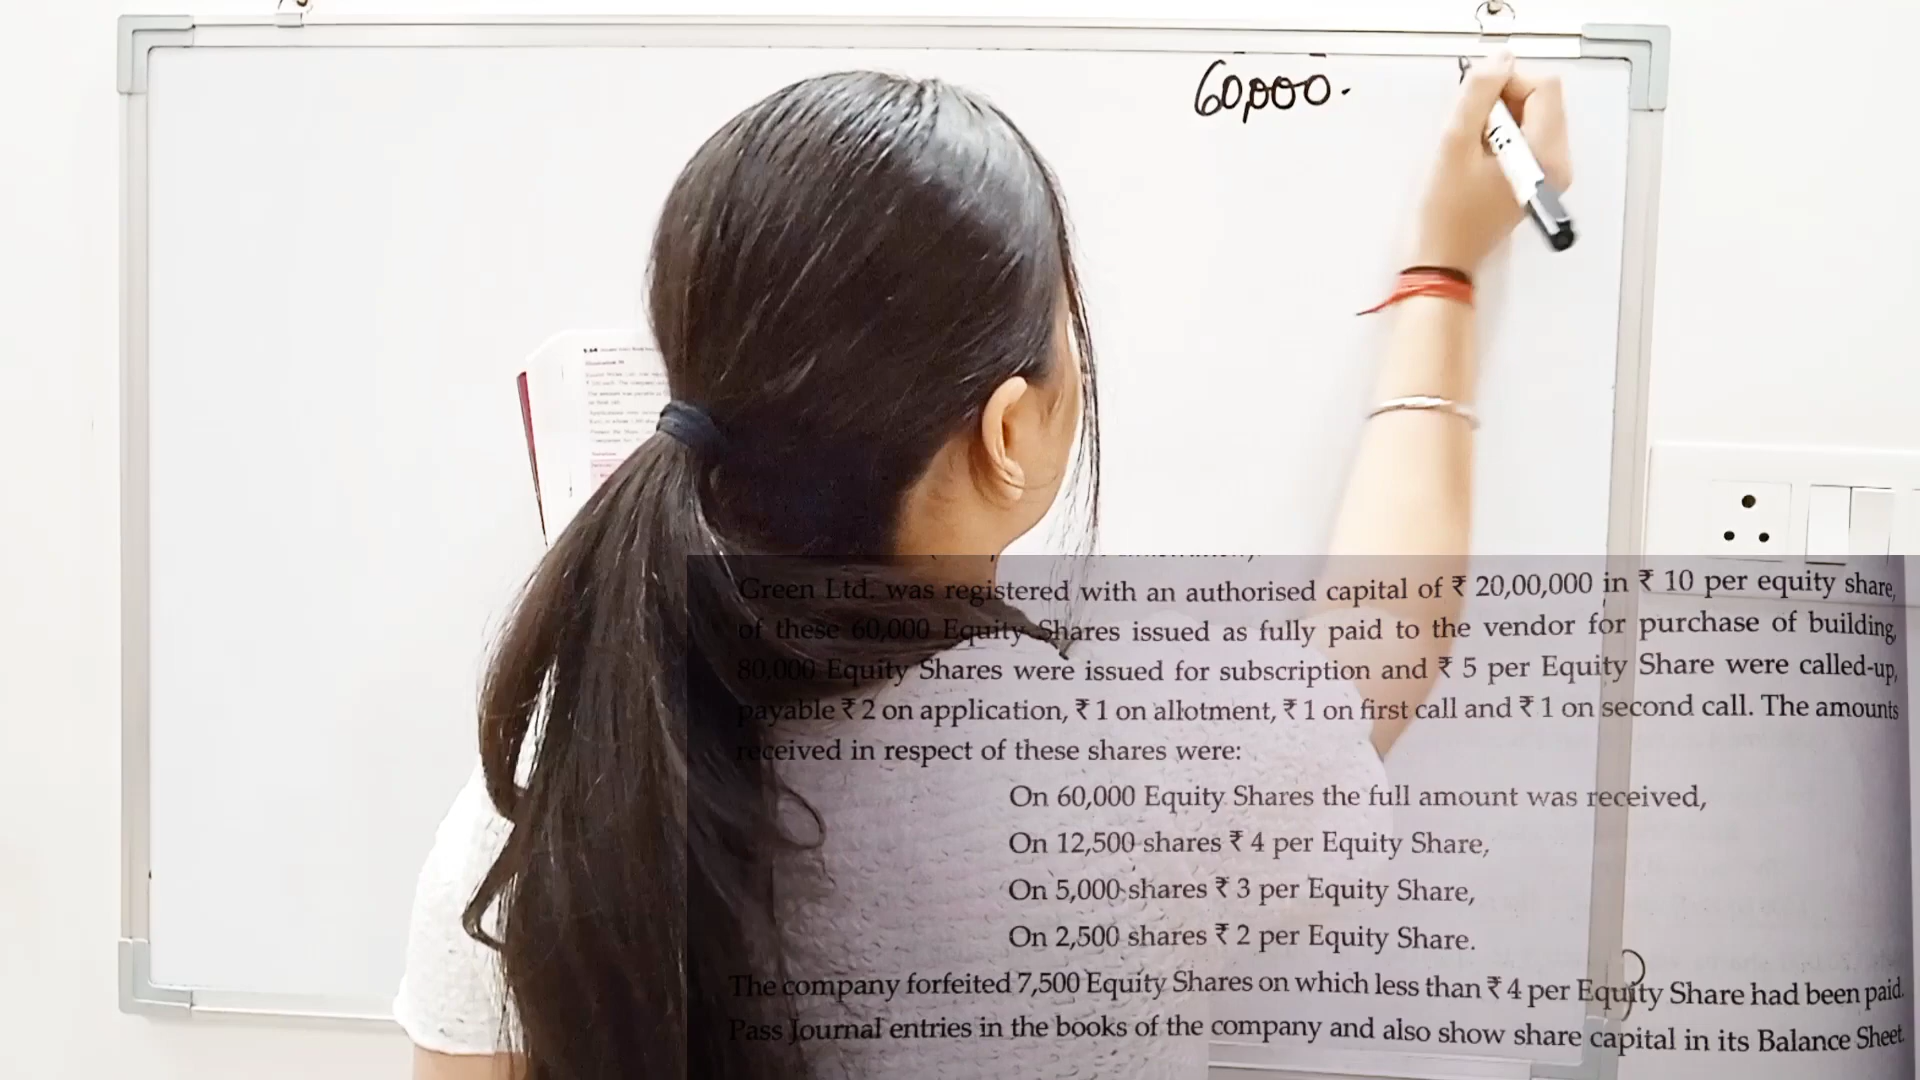 60,000.
Green Ltd. was registered with an authorised capital of ₹ 20,00,000 in ₹ 10 per equity share,
of these 60,000 Equity Shares issued as fully paid to the vendor for purchase of building,
80,000 Equity Shares were issued for subscription and ₹ 5 per Equity Share were called-up,
payable ₹ 2 on application, ₹ 1 on allotment, ₹ 1 on first call and ₹ 1 on second call. The amounts
received in respect of these shares were:
On 60,000 Equity Shares the full amount was received,
On 12,500 shares ₹ 4 per Equity Share,
On 5,000 shares ₹ 3 per Equity Share,
On 2,500 shares ₹ 2 per Equity Share.
The company forfeited 7,500 Equity Shares on which less than ₹ 4 per Equity Share had been paid.
Pass Journal entries in the books of the company and also show share capital in its Balance Sheet.